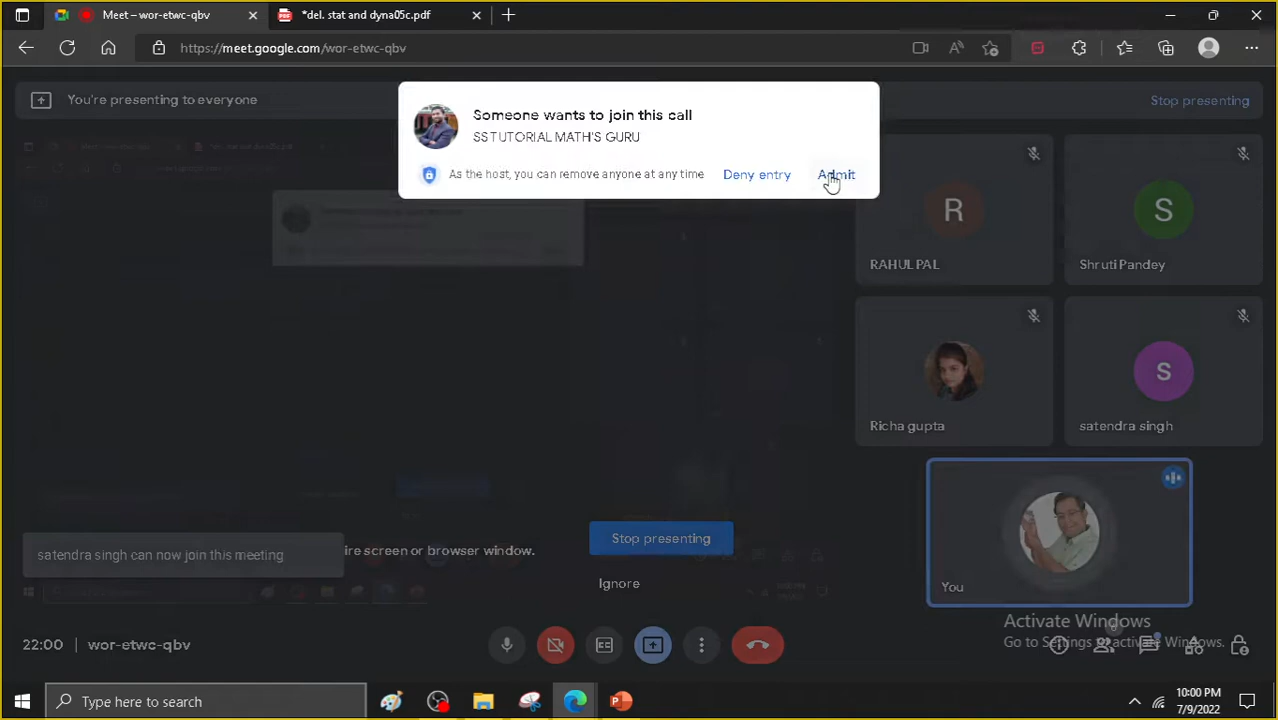 Meet – wor-etwc-qbv
*del. stat and dyna05c.pdf
https://meet.google.com/wor-etwc-qbv
You're presenting to everyone
Stop presenting
Someone wants to join this call
SS TUTORIAL MATH'S GURU
As the host, you can remove anyone at any time
Deny entry
Admit
R
RAHUL PAL
S
Shruti Pandey
Richa gupta
S
satendra singh
satendra singh can now join this meeting
ire screen or browser window.
Stop presenting
Ignore
You
Activate Windows
Go to Settings to activate Windows.
22:00
wor-etwc-qbv
Type here to search
10:00 PM
7/9/2022